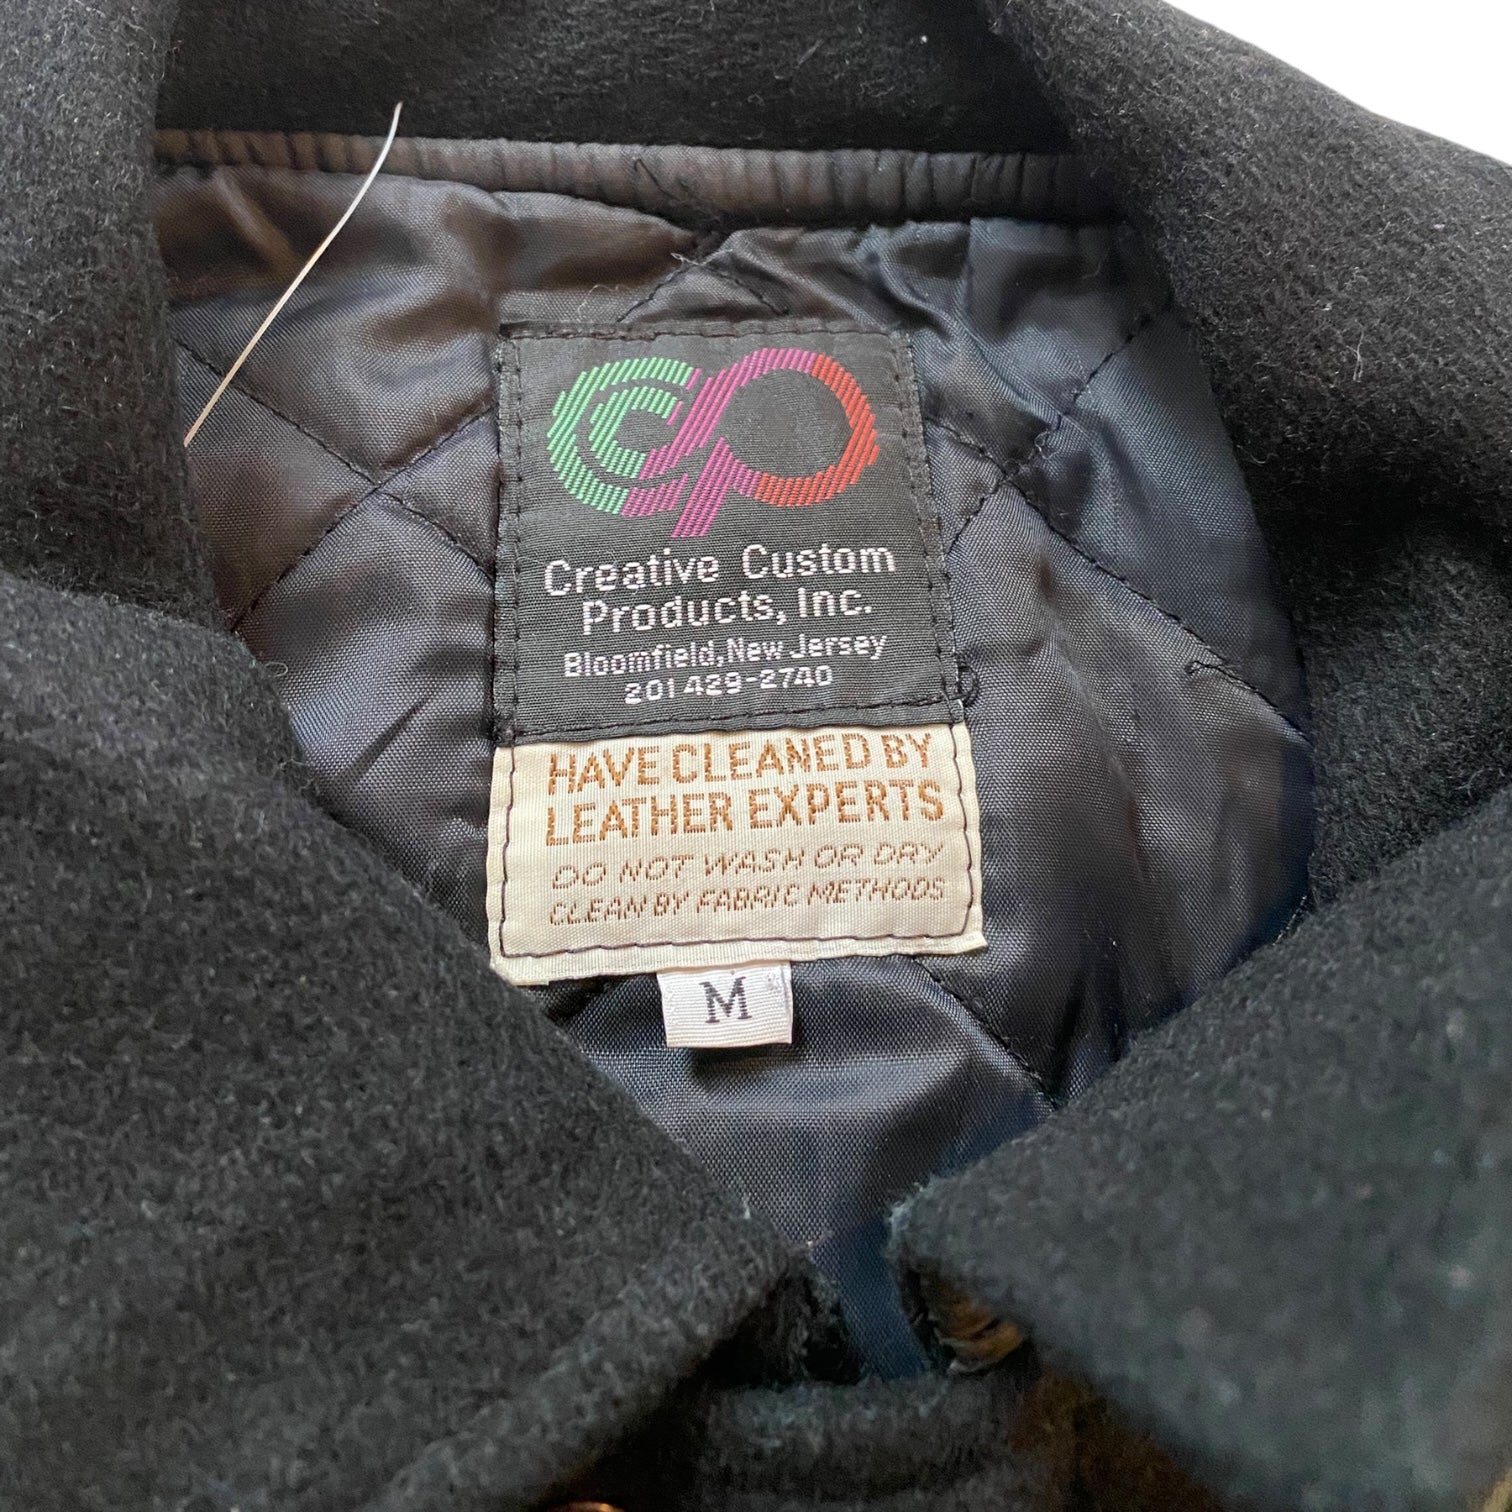 CCP
Creative Custom
Products, Inc.
Bloomfield, New Jersey
201 429-2740
HAVE CLEANED BY
LEATHER EXPERTS
DO NOT WASH OR DRY
CLEAN BY FABRIC METHODS
M